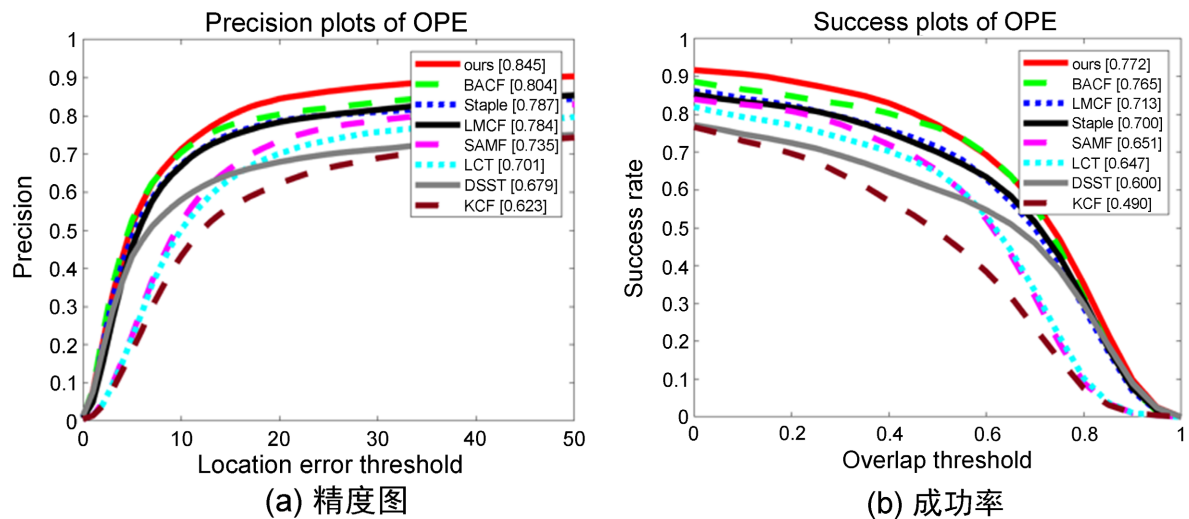 Precision plots of OPE
1
0.9
0.8
0.7
0.6
0.5
0.4
0.3
0.2
0.1
0
Precision
ours [0.845]
BACF [0.804]
Staple [0.787]
LMCF [0.784]
SAMF [0.735]
LCT [0.701]
DSST [0.679]
KCF [0.623]
0 10 20 30 40 50
Location error threshold
(a) 精度图
Success plots of OPE
1
0.9
0.8
0.7
0.6
0.5
0.4
0.3
0.2
0.1
0
Success rate
ours [0.772]
BACF [0.765]
LMCF [0.713]
Staple [0.700]
SAMF [0.651]
LCT [0.647]
DSST [0.600]
KCF [0.490]
0 0.2 0.4 0.6 0.8 1
Overlap threshold
(b) 成功率